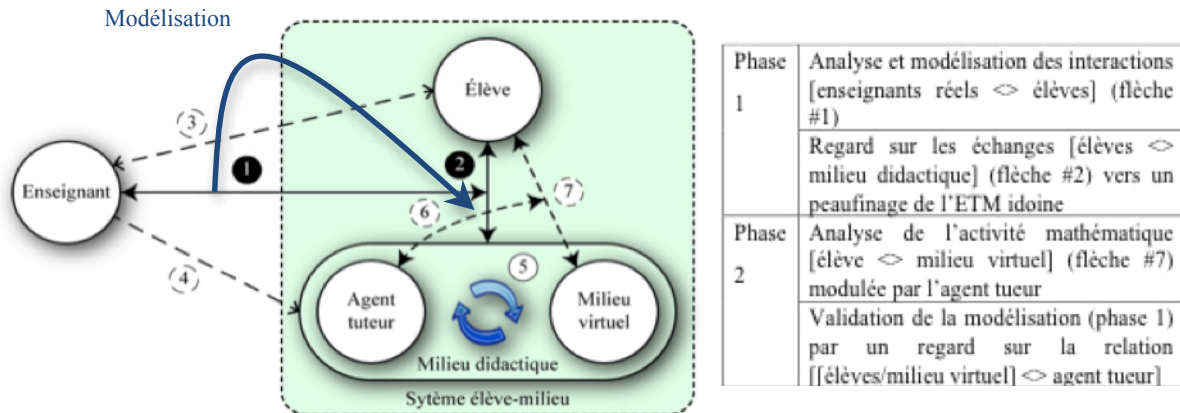 Modélisation
Élève
3
1
2
Enseignant
7
6
4
5
Agent
tuteur
Milieu
virtuel
Milieu didactique
Sytème élève-milieu
Phase
1
Analyse et modélisation des interactions
[enseignants réels <> élèves] (flèche
#1)
Regard sur les échanges [élèves <>
milieu didactique] (flèche #2) vers un
peaufinage de l'ETM idoine
Phase
2
Analyse de l'activité mathématique
[élève <> milieu virtuel] (flèche #7)
modulée par l'agent tueur
Validation de la modélisation (phase 1)
par un regard sur la relation
[[élèves/milieu virtuel] <> agent tueur]